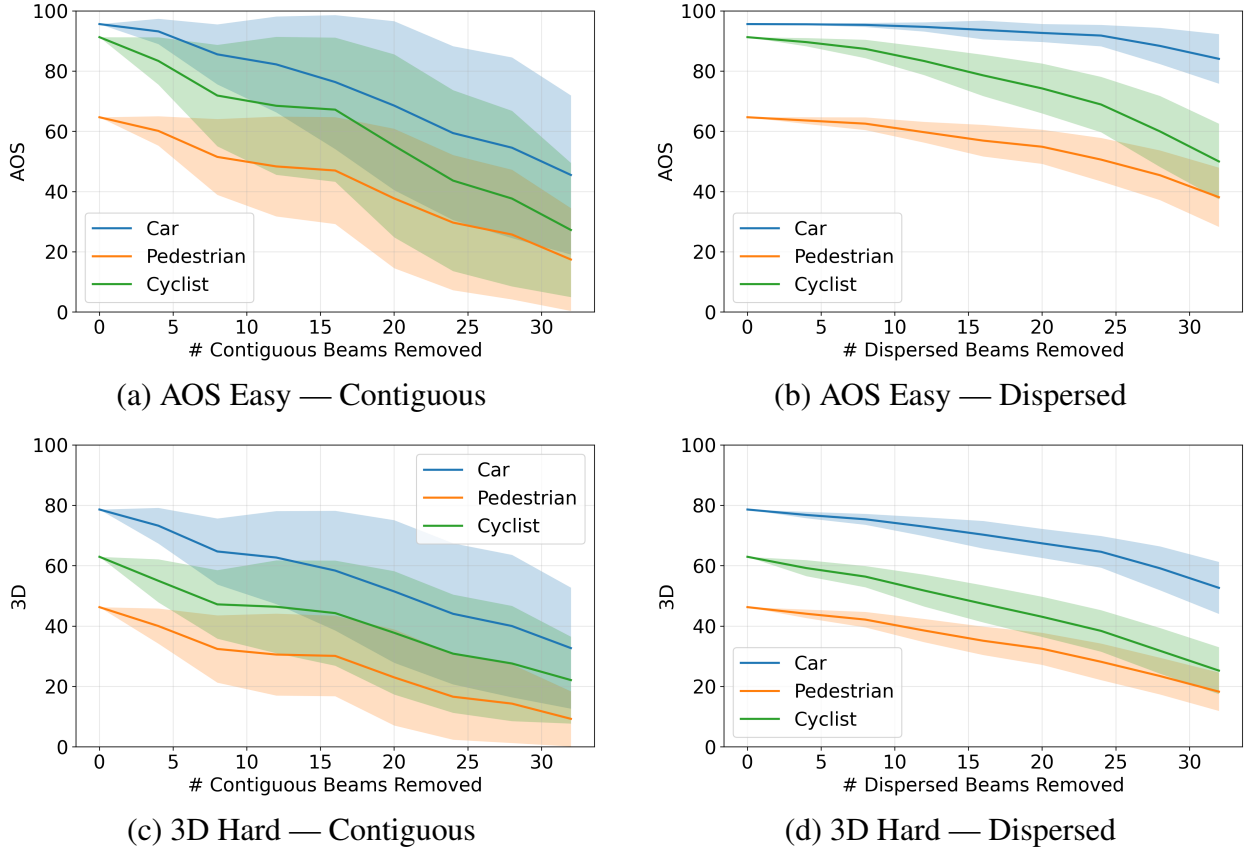 100
80
60
40
20
0
AOS
Car
Pedestrian
Cyclist
0 5 10 15 20 25 30
# Contiguous Beams Removed
(a) AOS Easy — Contiguous
100
80
60
40
20
0
AOS
Car
Pedestrian
Cyclist
0 5 10 15 20 25 30
# Dispersed Beams Removed
(b) AOS Easy — Dispersed
100
80
60
40
20
0
3D
Car
Pedestrian
Cyclist
0 5 10 15 20 25 30
# Contiguous Beams Removed
(c) 3D Hard — Contiguous
100
80
60
40
20
0
3D
Car
Pedestrian
Cyclist
0 5 10 15 20 25 30
# Dispersed Beams Removed
(d) 3D Hard — Dispersed